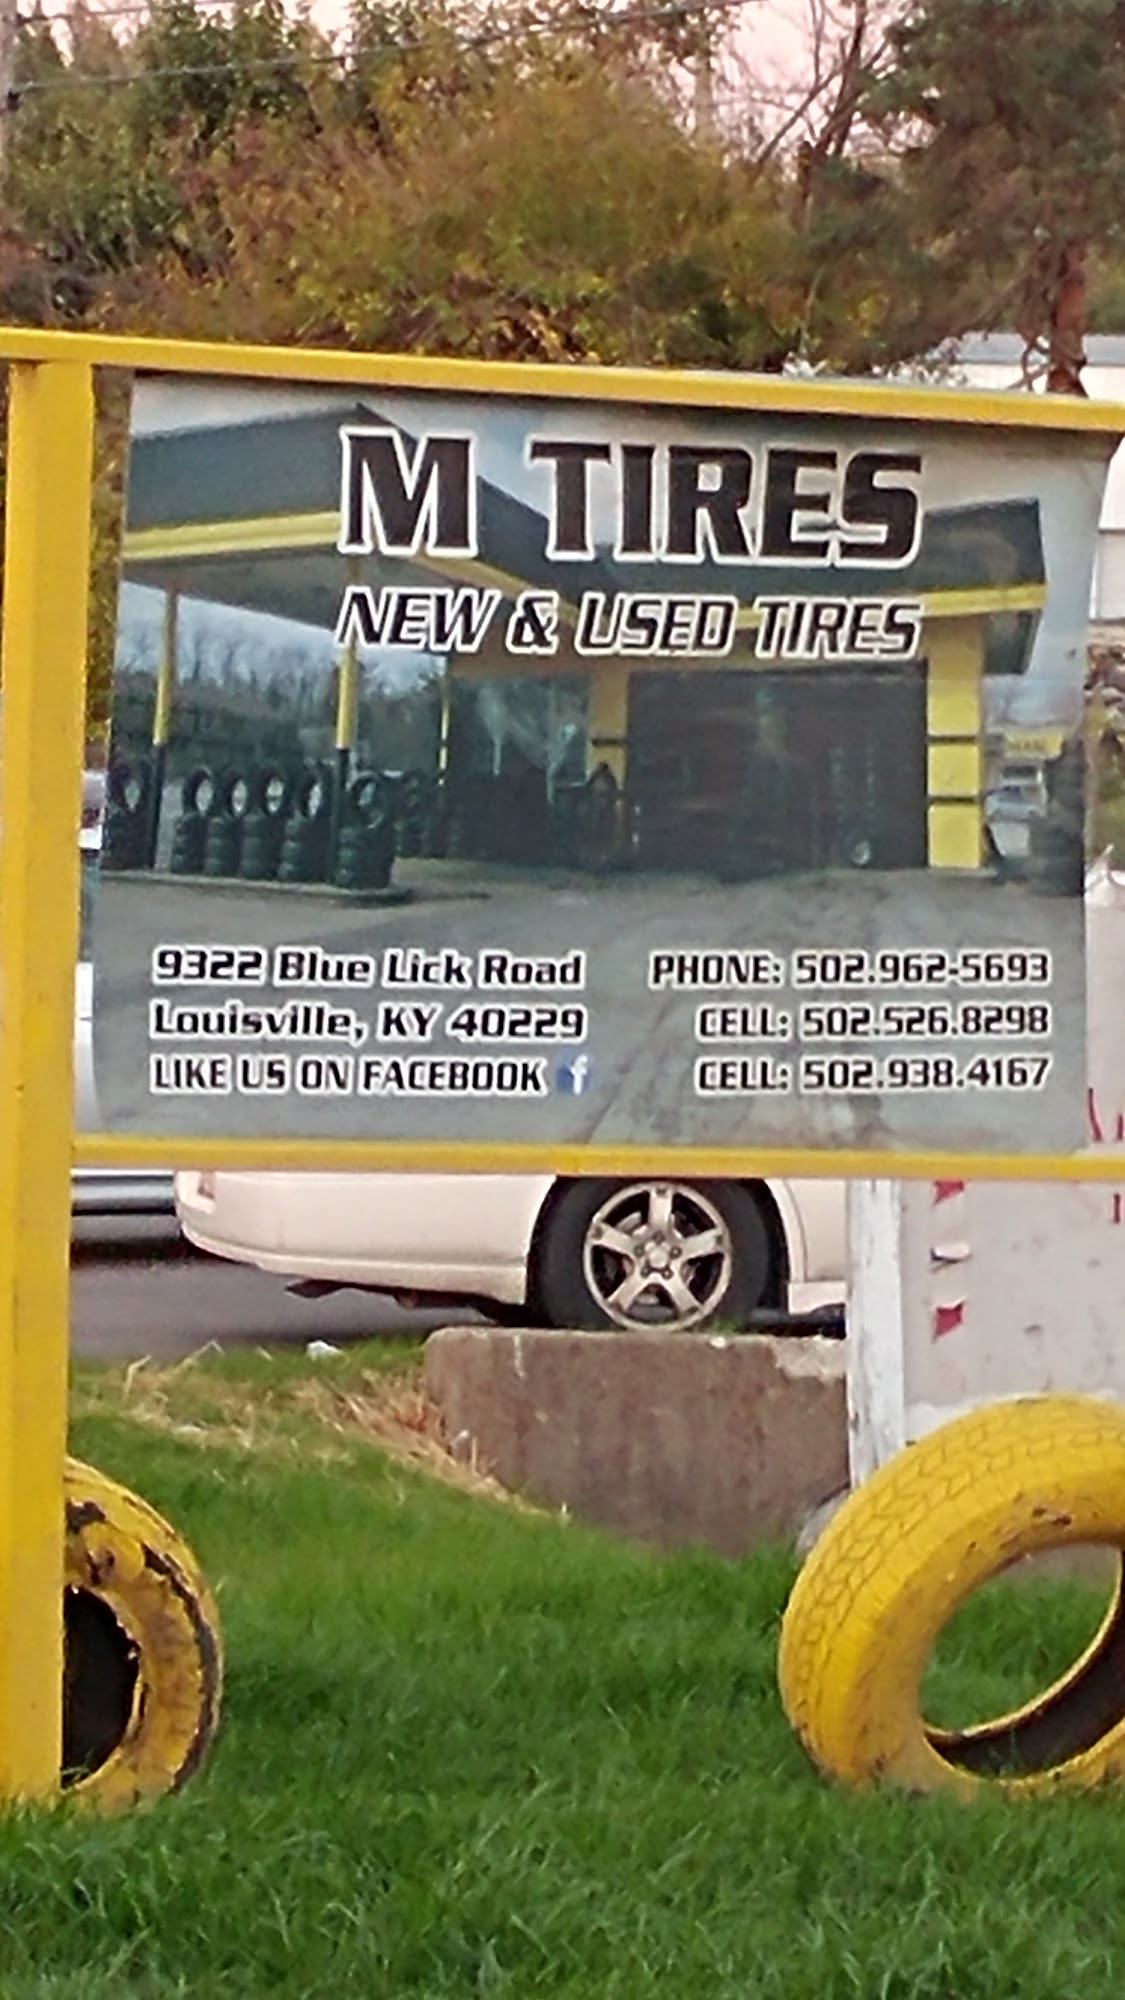 M TIRES
NEW & USED TIRES
9322 Blue Lick Road
Louisville, KY 40229
LIKE US ON FACEBOOK f
PHONE: 502.962-5693
CELL: 502.526.8298
CELL: 502.938.4167